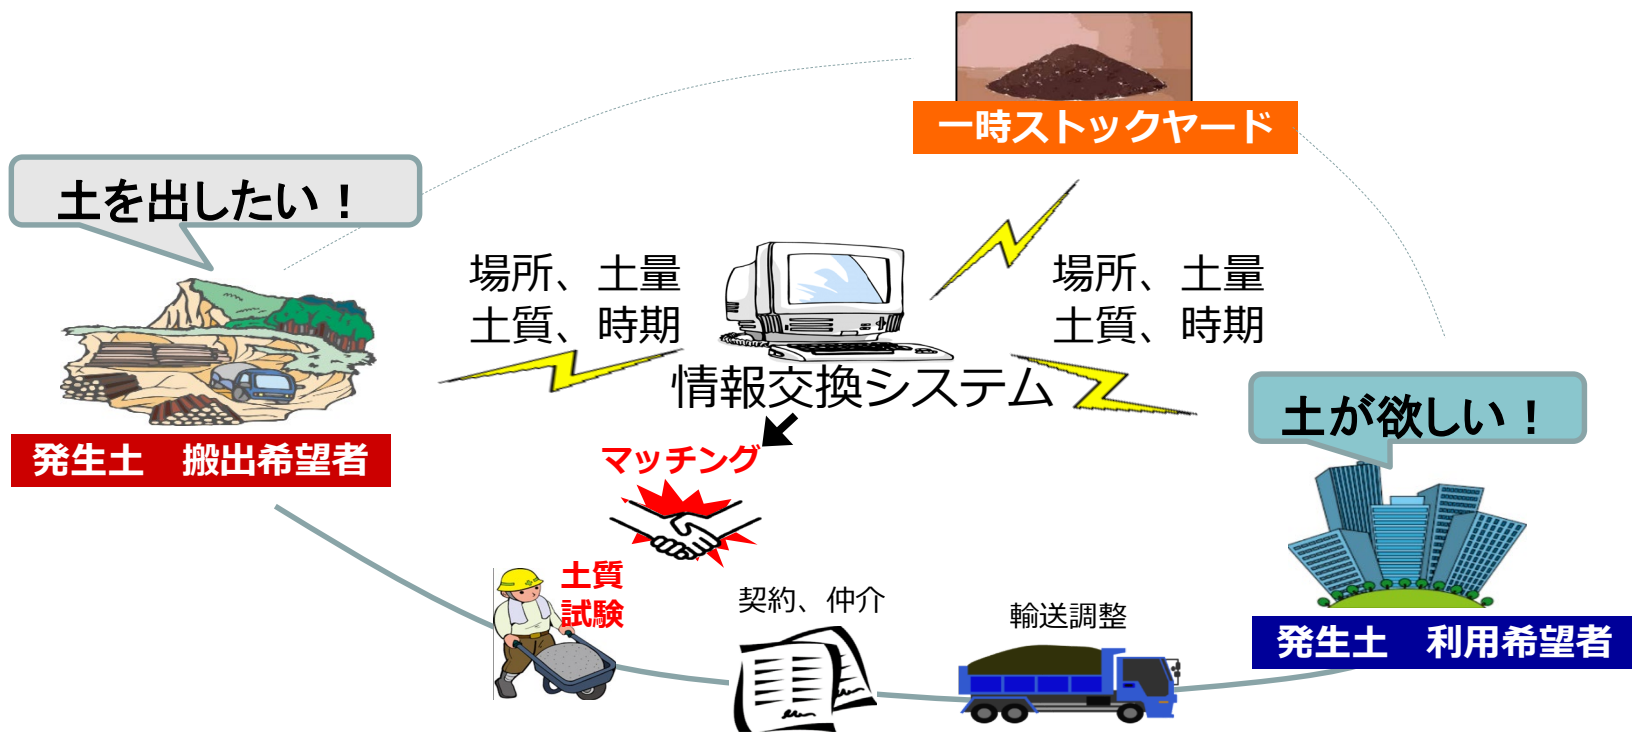 一時ストックヤード
土を出したい！
場所、土量
土質、時期
場所、土量
土質、時期
情報交換システム
土が欲しい！
発生土　搬出希望者
マッチング
土質
試験
契約、仲介
輸送調整
発生土　利用希望者